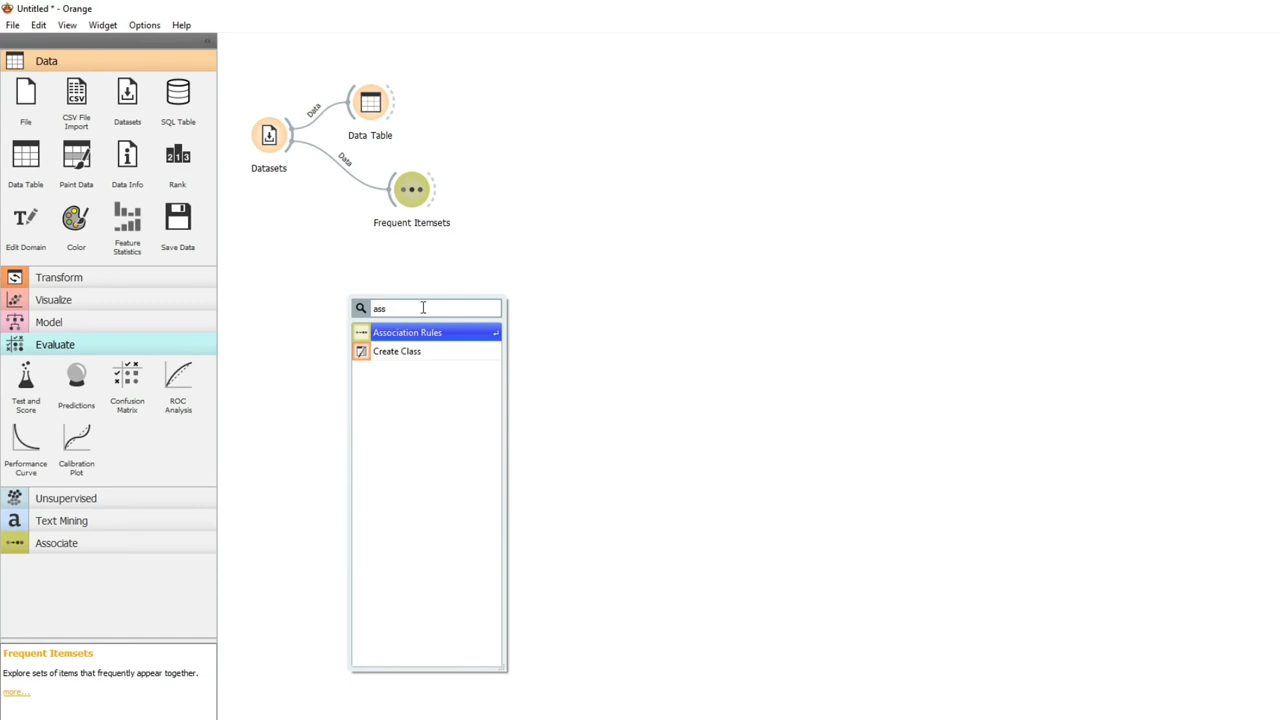 Untitled * - Orange
File Edit View Widget Options Help
Data
File
CSV File Import
Datasets
SQL Table
Data Table
Paint Data
Data Info
Rank
Edit Domain
Color
Feature Statistics
Save Data
Transform
Visualize
Model
Evaluate
Test and Score
Predictions
Confusion Matrix
ROC Analysis
Performance Curve
Calibration Plot
Unsupervised
Text Mining
Associate
Frequent Itemsets
Explore sets of items that frequently appear together.
more...
Data
Data Table
Datasets
Data
Frequent Itemsets
ass
Association Rules
Create Class